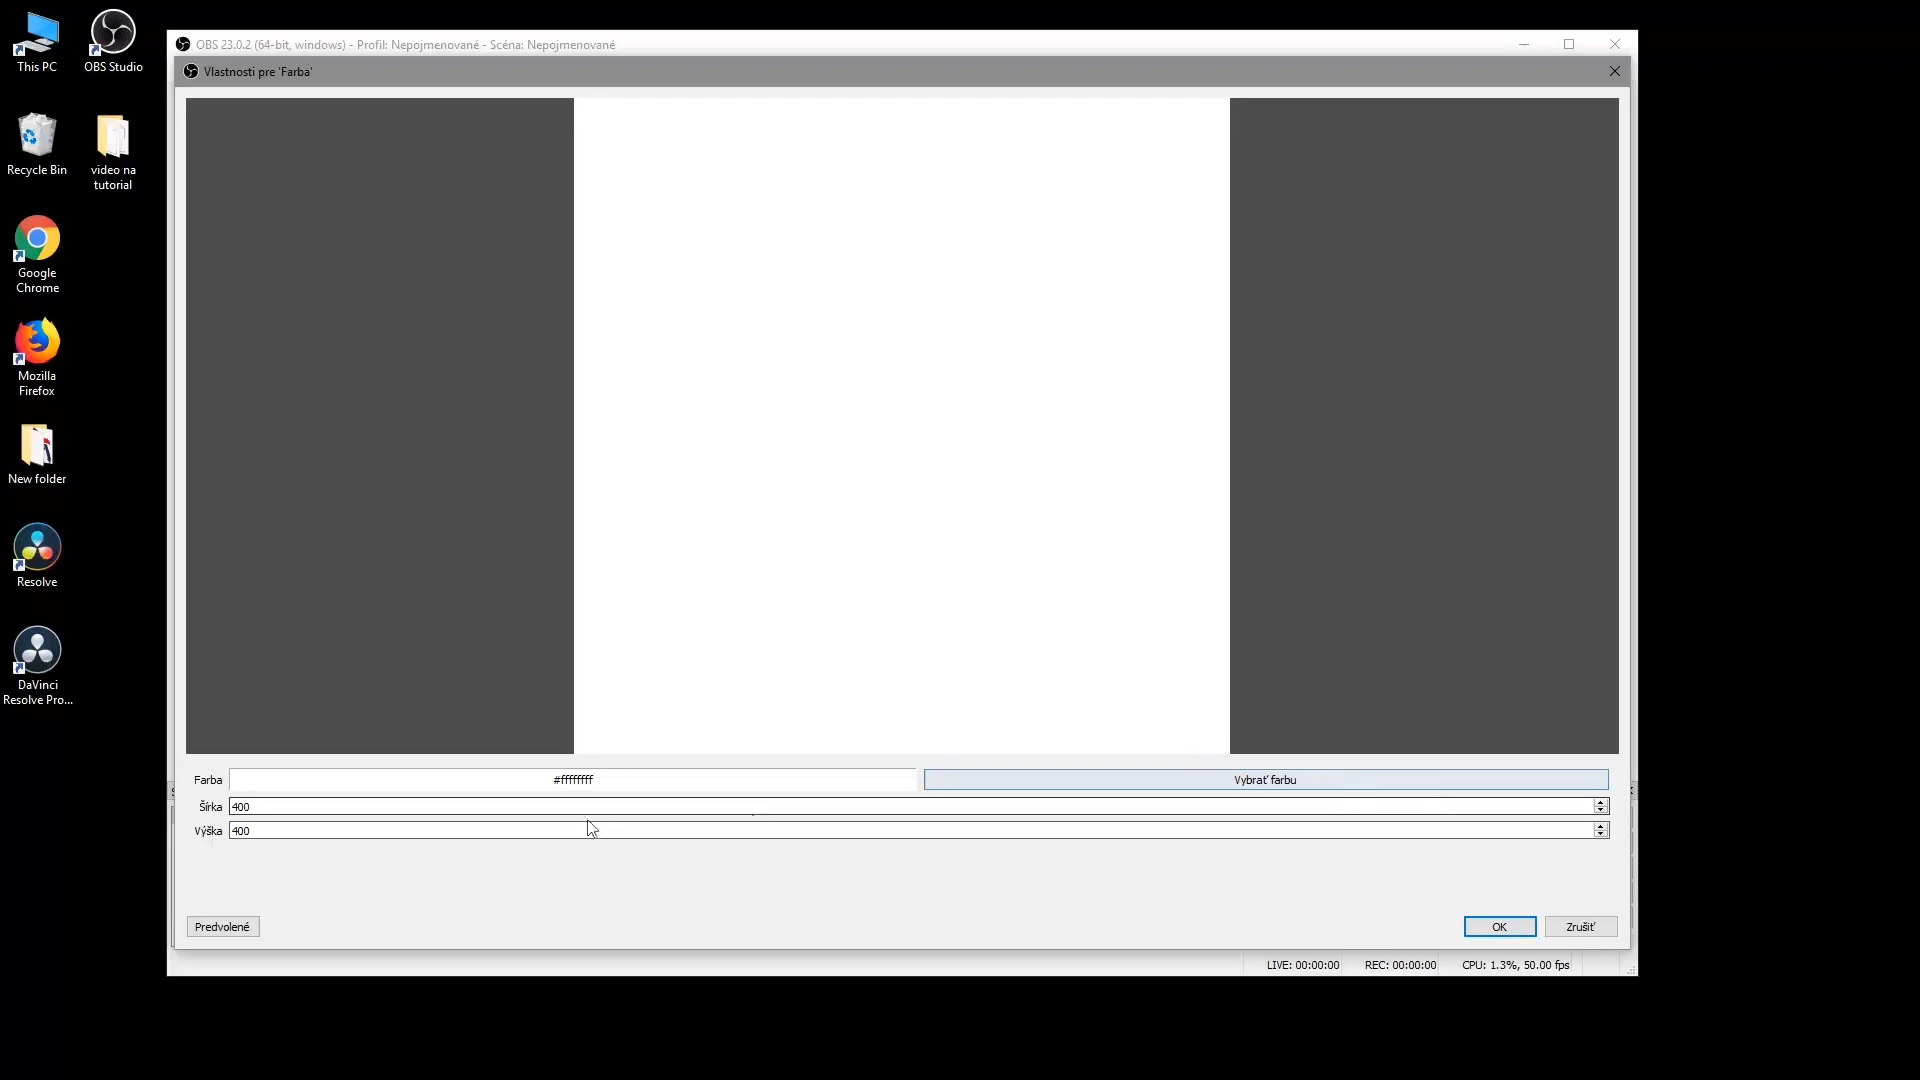 This PC
OBS Studio
Recycle Bin
video na
tutorial
Google
Chrome
Mozilla
Firefox
New folder
Resolve
DaVinci
Resolve Pro...
OBS 23.0.2 (64-bit, windows) - Profil: Nepojmenované - Scéna: Nepojmenované
Vlastnosti pre 'Farba'
Farba
#ffffffff
Vybrať farbu
Šírka
400
Výška
400
Predvolené
OK
Zrušiť
LIVE: 00:00:00
REC: 00:00:00
CPU: 1.3%, 50.00 fps